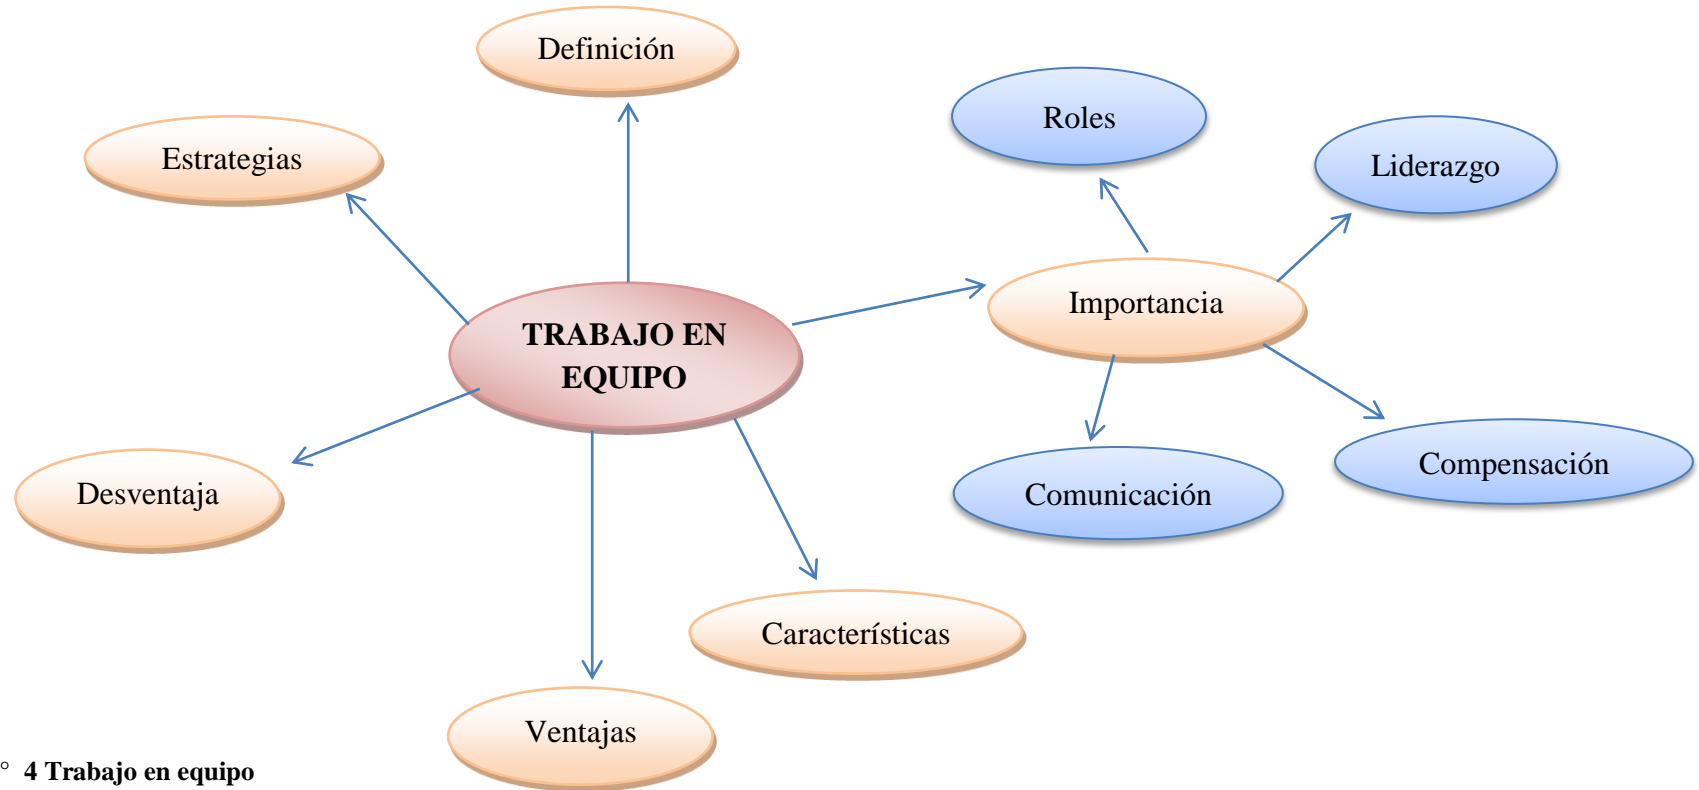 Definición
Roles
Estrategias
Liderazgo
Importancia
TRABAJO EN
EQUIPO
Desventaja
Comunicación
Compensación
Características
Ventajas
° 4 Trabajo en equipo